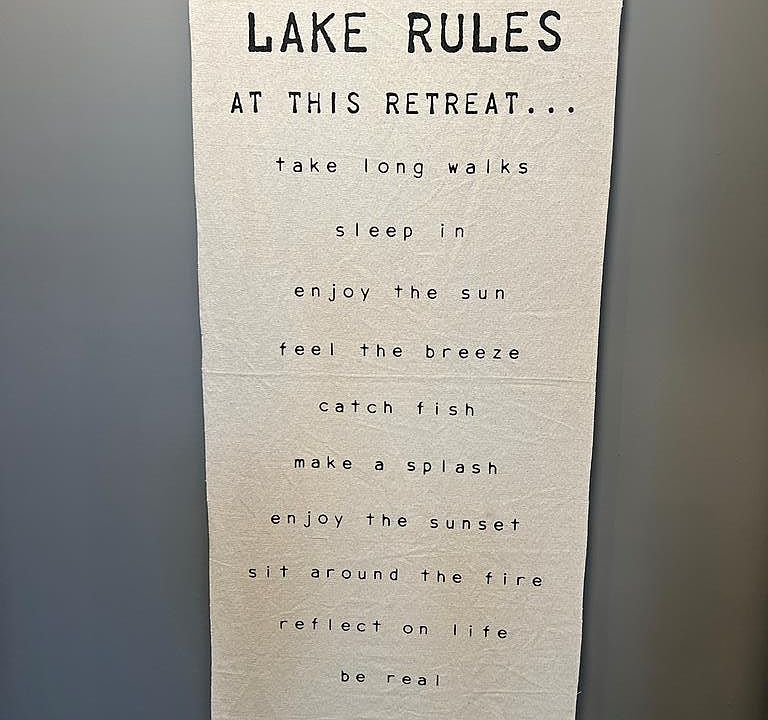 LAKE RULES
AT THIS RETREAT...
take long walks
sleep in
enjoy the sun
feel the breeze
catch fish
make a splash
enjoy the sunset
sit around the fire
reflect on life
be real